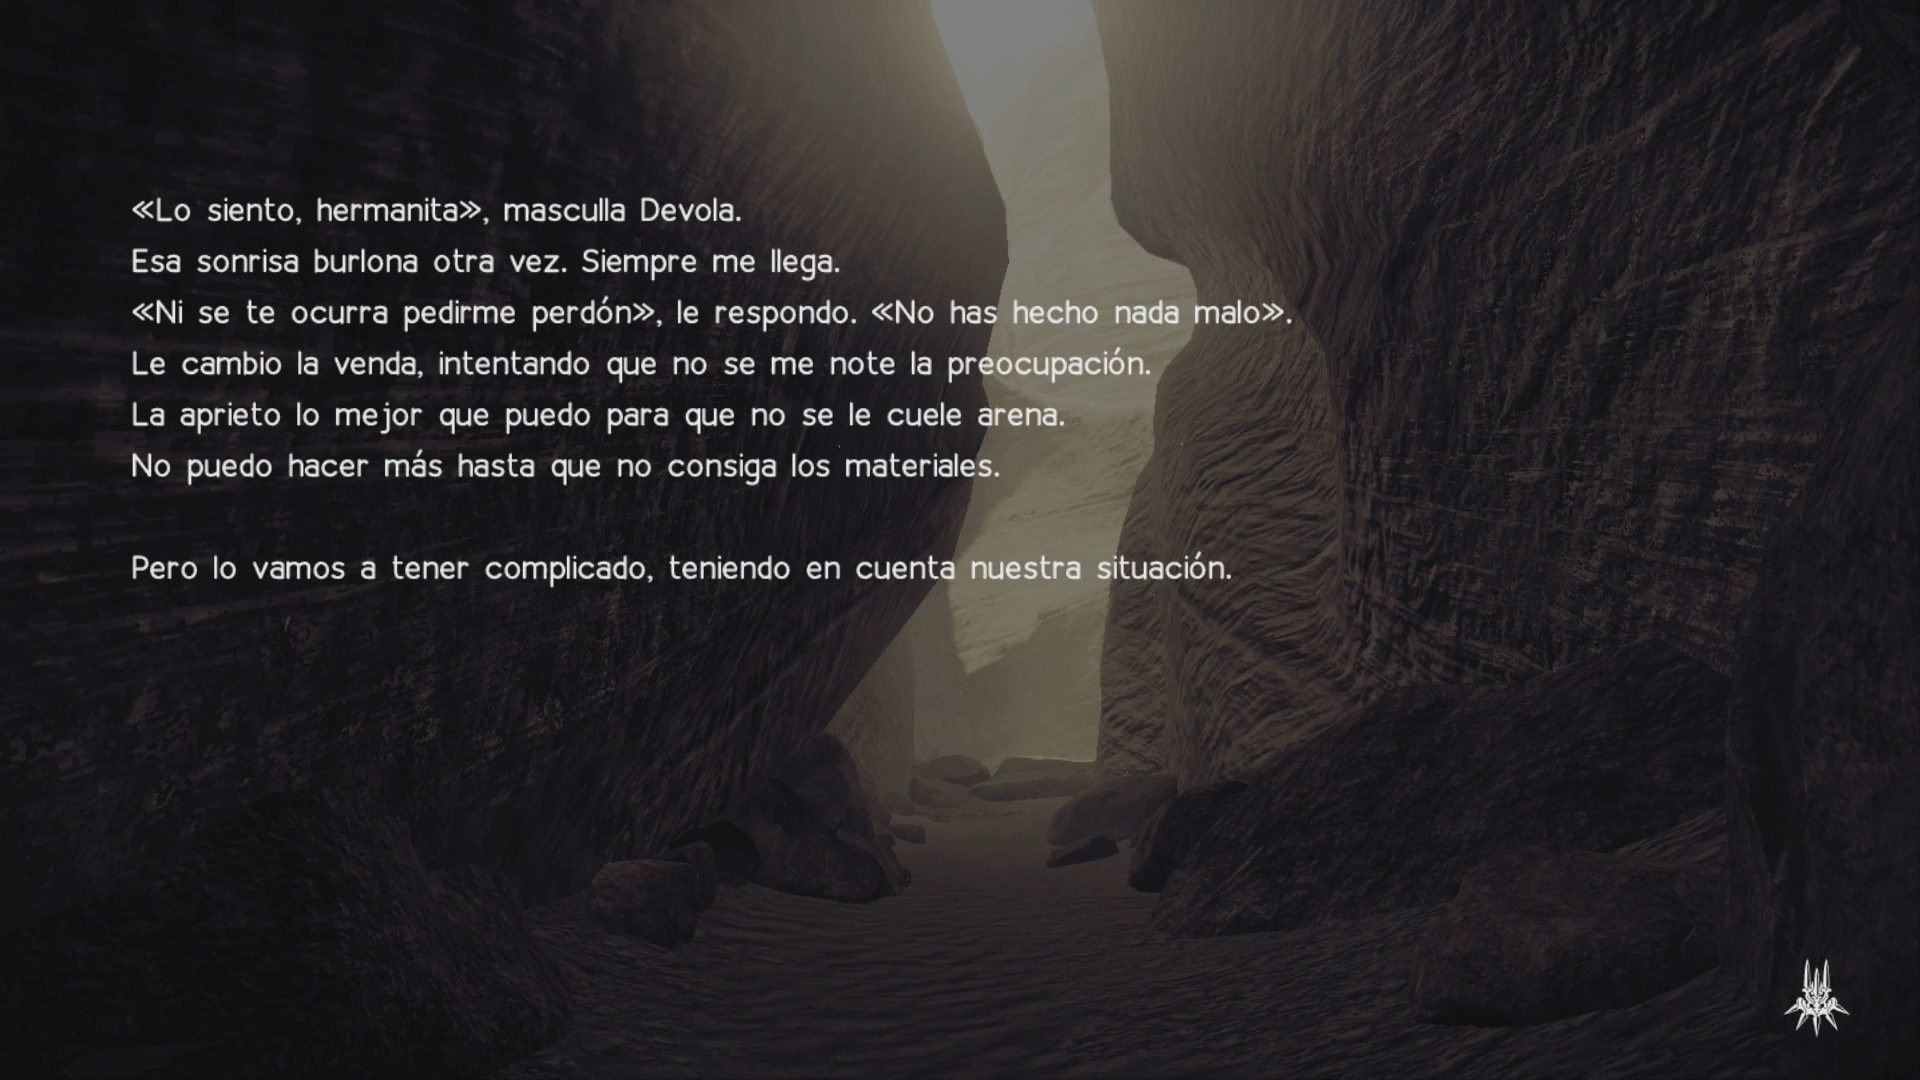 «Lo siento, hermanita», masculla Devola.
Esa sonrisa burlona otra vez. Siempre me llega.
«Ni se te ocurra pedirme perdón», le respondo. «No has hecho nada malo».
Le cambio la venda, intentando que no se me note la preocupación.
La aprieto lo mejor que puedo para que no se le cuele arena.
No puedo hacer más hasta que no consiga los materiales.
Pero lo vamos a tener complicado, teniendo en cuenta nuestra situación.